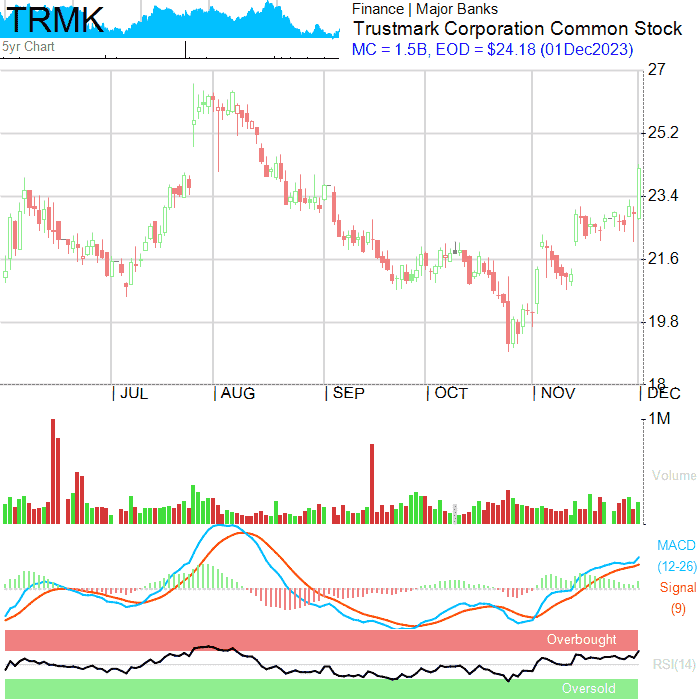 TRMK
5yr Chart
Finance | Major Banks
Trustmark Corporation Common Stock
MC = 1.5B, EOD = $24.18 (01Dec2023)
27
25.2
23.4
21.6
19.8
18
JUL AUG SEP OCT NOV DEC
1M
Volume
MACD
(12-26)
Signal
(9)
Overbought
RSI(14)
Oversold